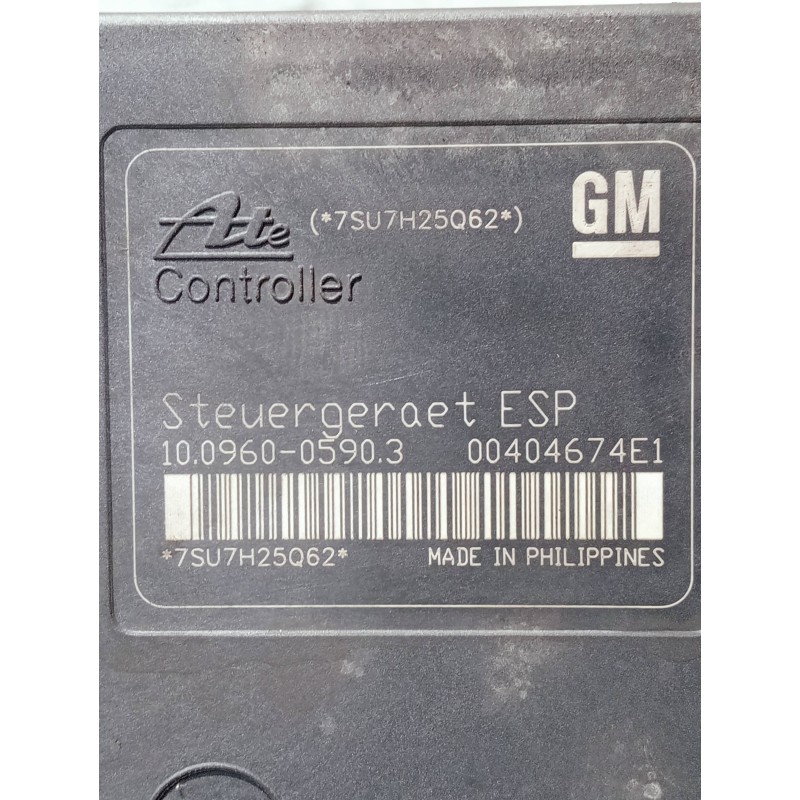 Ate (*7SU7H25Q62*) GM
Controller
Steuergeraet ESP
10.0960-0590.3 00404674E1
*7SU7H25Q62* MADE IN PHILIPPINES